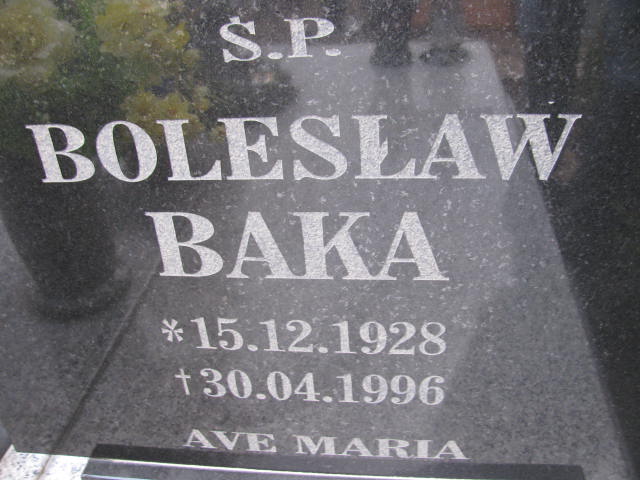 Ś.P.
BOLESŁAW
BAKA
*15.12.1928
†30.04.1996
AVE MARIA